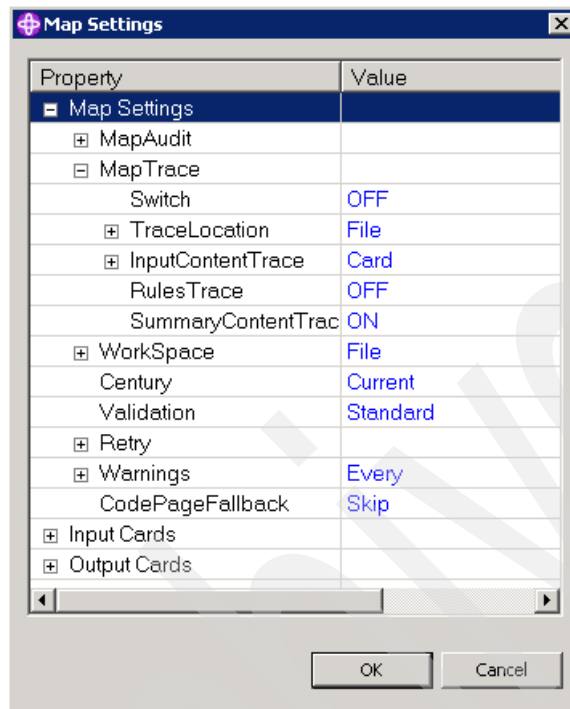 Map Settings
Property Value
Map Settings
MapAudit
MapTrace
Switch OFF
TraceLocation File
InputContentTrace Card
RulesTrace OFF
SummaryContentTrac ON
WorkSpace File
Century Current
Validation Standard
Retry
Warnings Every
CodePageFallback Skip
Input Cards
Output Cards
OK Cancel